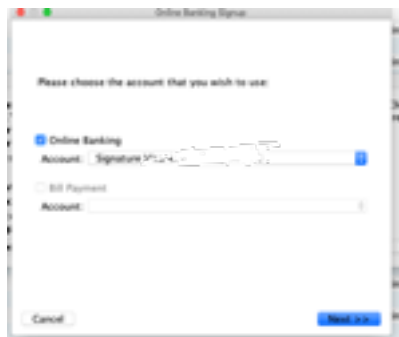 Online Banking Signup
Please choose the account that you wish to use:
Online Banking
Account: Signature
Bill Payment
Account:
Cancel
Next >>